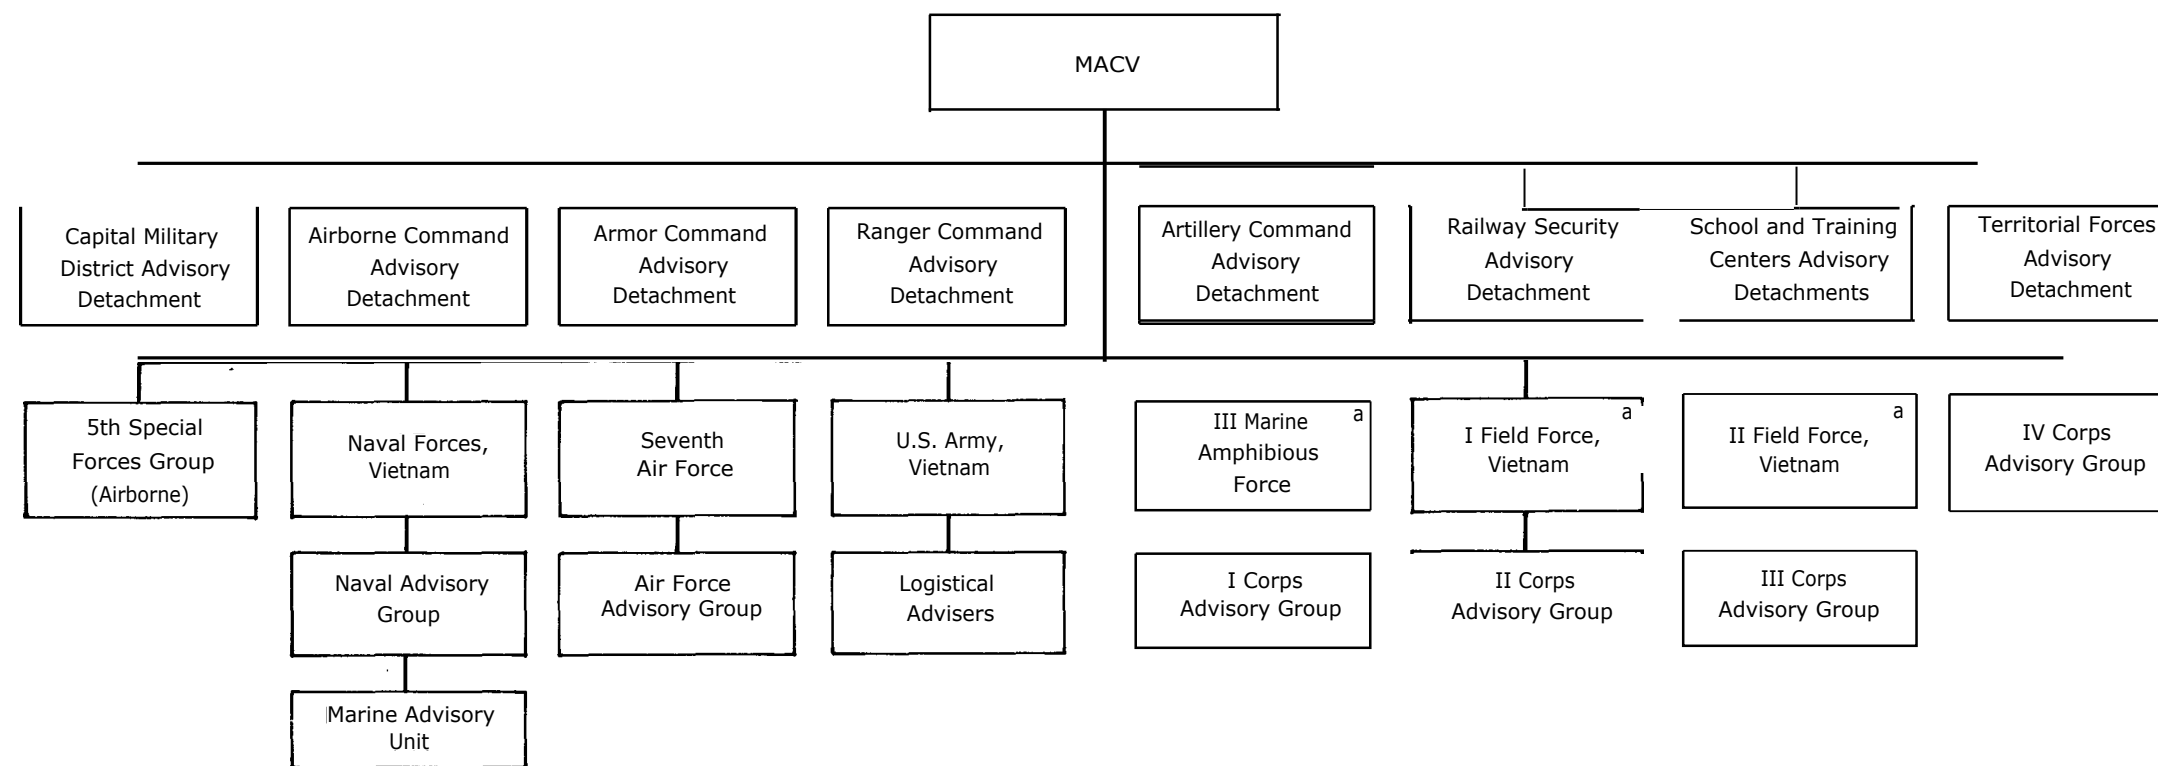 MACV
Capital Military
District Advisory
Detachment
Airborne Command
Advisory
Detachment
Armor Command
Advisory
Detachment
Ranger Command
Advisory
Detachment
Artillery Command
Advisory
Detachment
Railway Security
Advisory
Detachment
School and Training
Centers Advisory
Detachments
Territorial Forces
Advisory
Detachment
5th Special
Forces Group
(Airborne)
Naval Forces,
Vietnam
Seventh
Air Force
U.S. Army,
Vietnam
III Marine a
Amphibious
Force
a
I Field Force,
Vietnam
a
II Field Force,
Vietnam
IV Corps
Advisory Group
Naval Advisory
Group
Air Force
Advisory Group
Logistical
Advisers
I Corps
Advisory Group
II Corps
Advisory Group
III Corps
Advisory Group
Marine Advisory
Unit